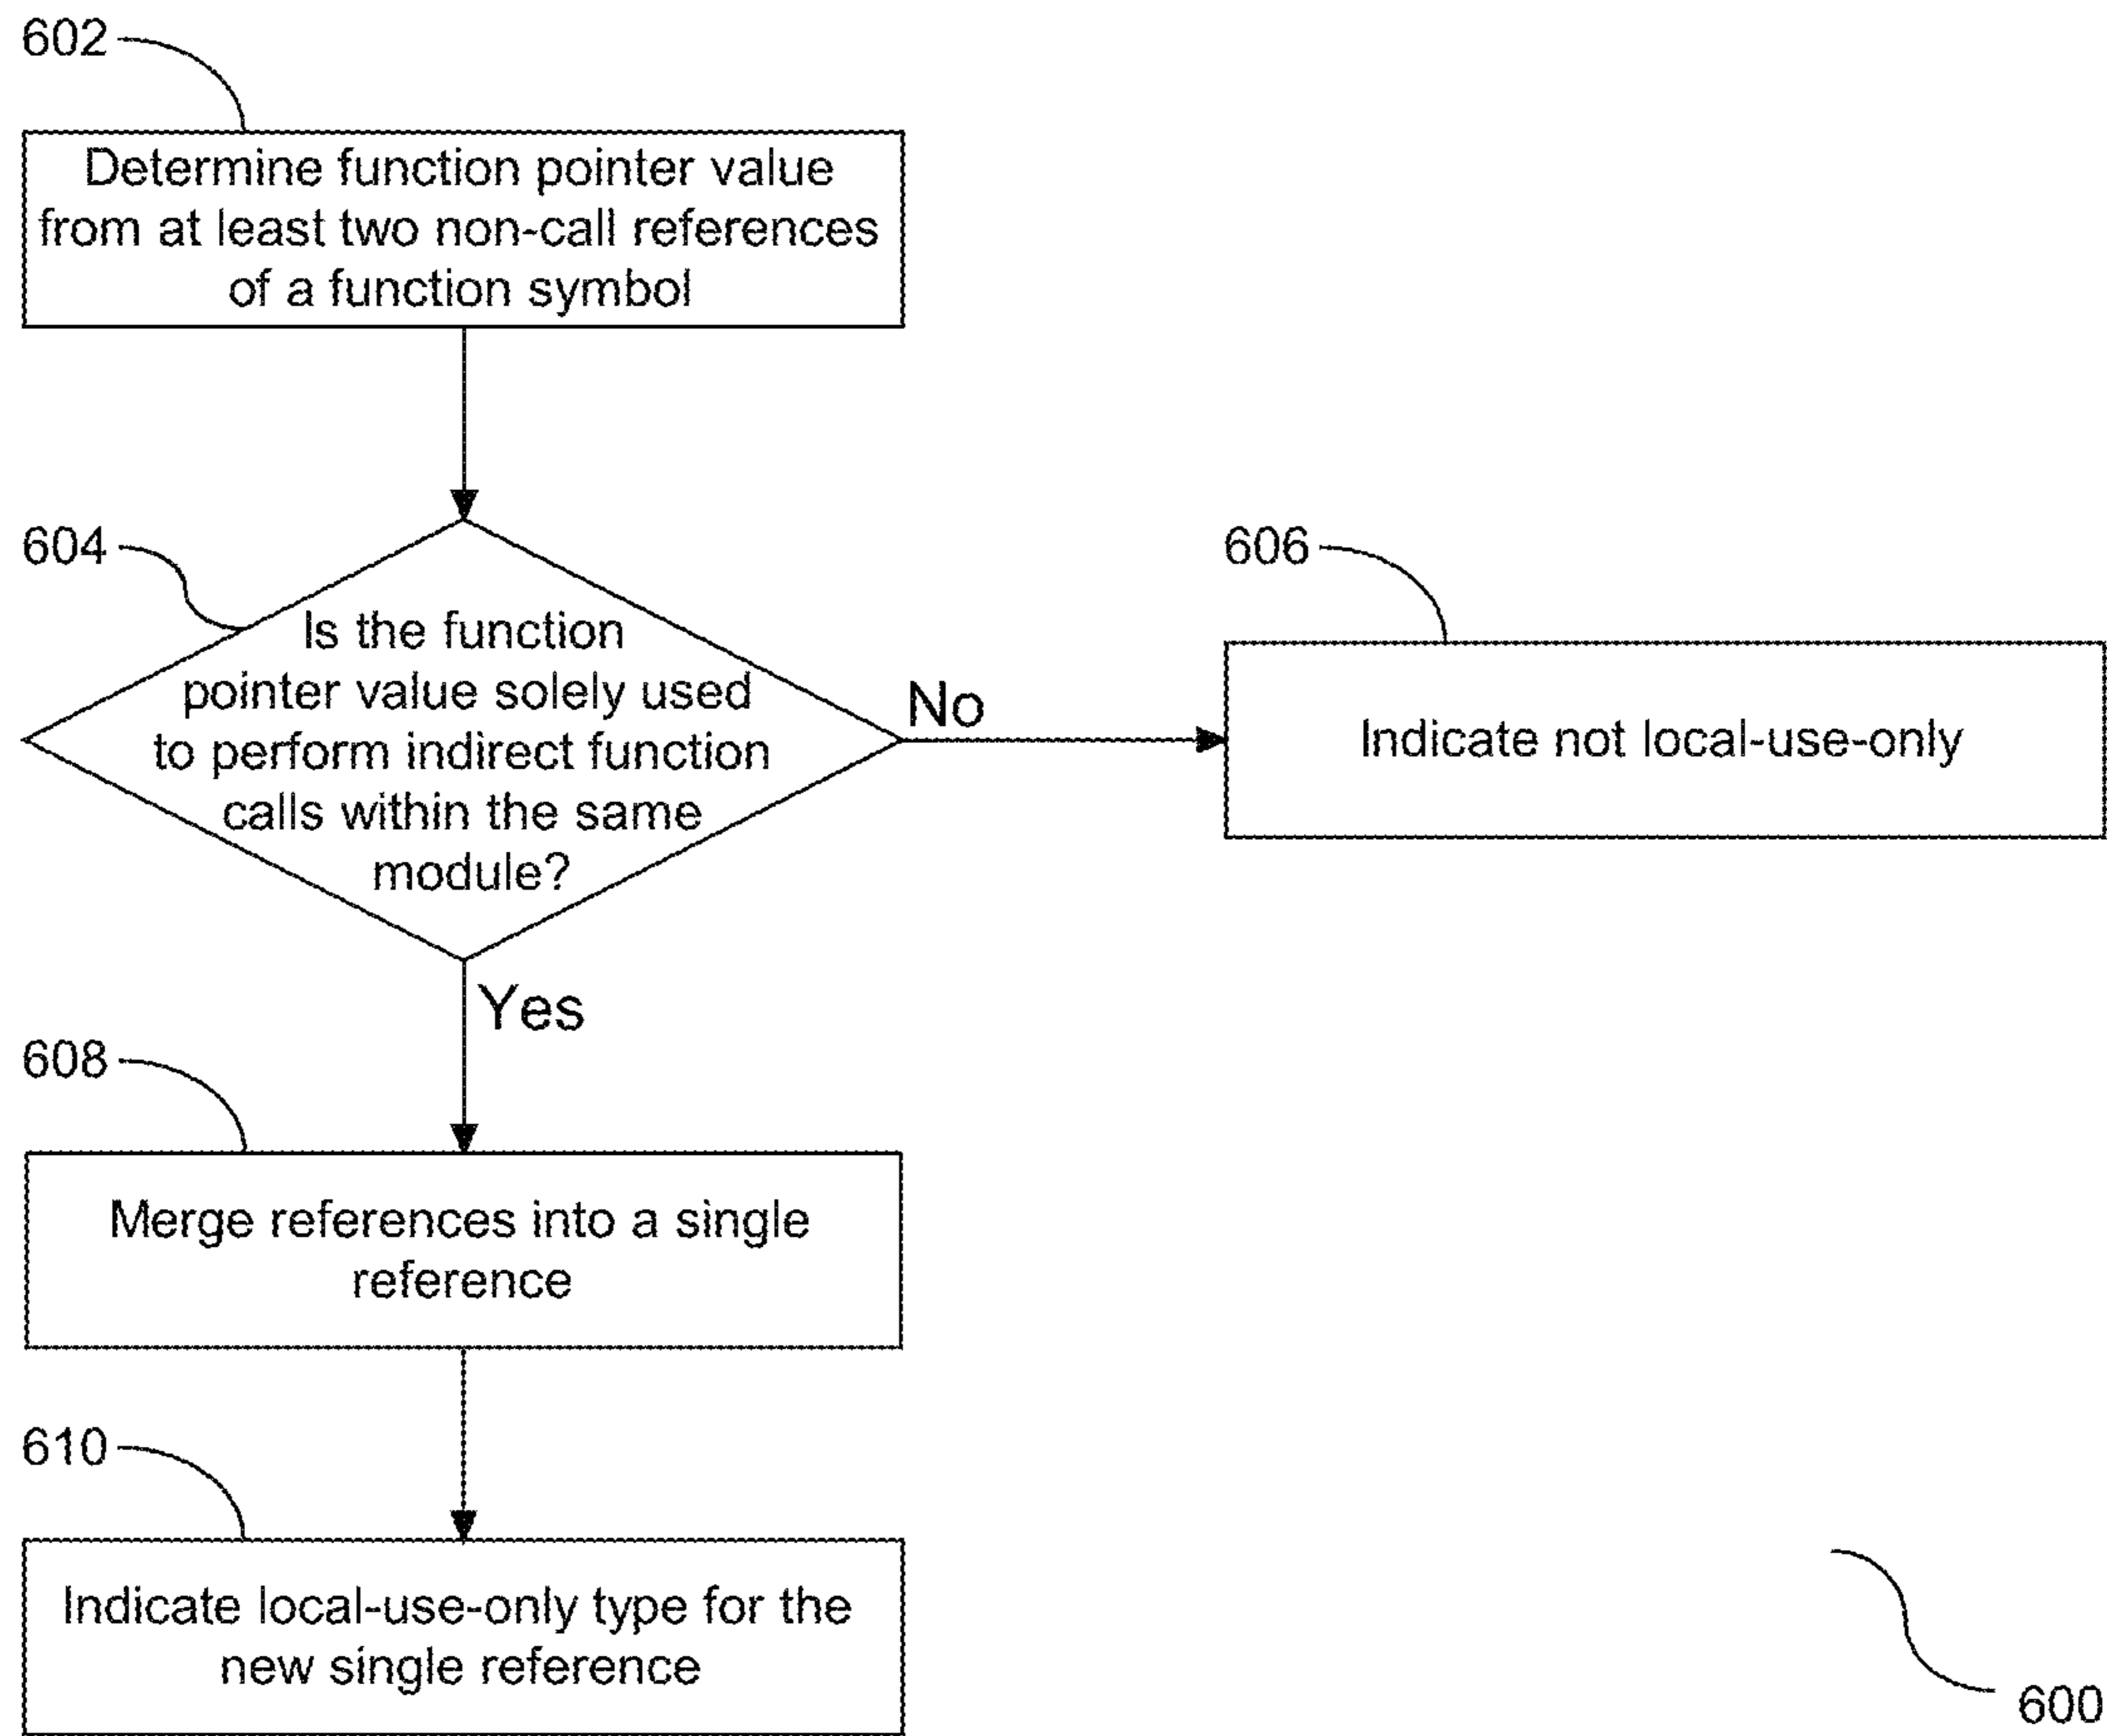 602
Determine function pointer value
from at least two non-call references
of a function symbol
604
Is the function
pointer value solely used
to perform indirect function
calls within the same
module?
No
606
Indicate not local-use-only
Yes
608
Merge references into a single
reference
610
Indicate local-use-only type for the
new single reference
600